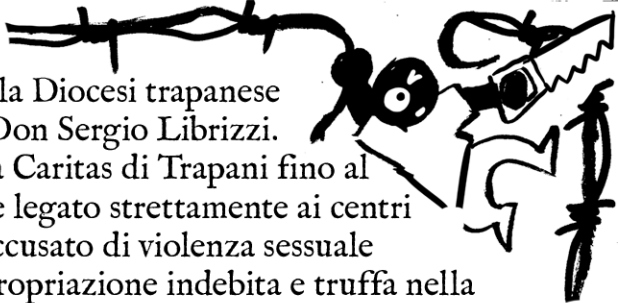 la Diocesi trapanese
Don Sergio Librizzi.
Caritas di Trapani fino al
legato strettamente ai centri
accusato di violenza sessuale
propriazione indebita e truffa nella